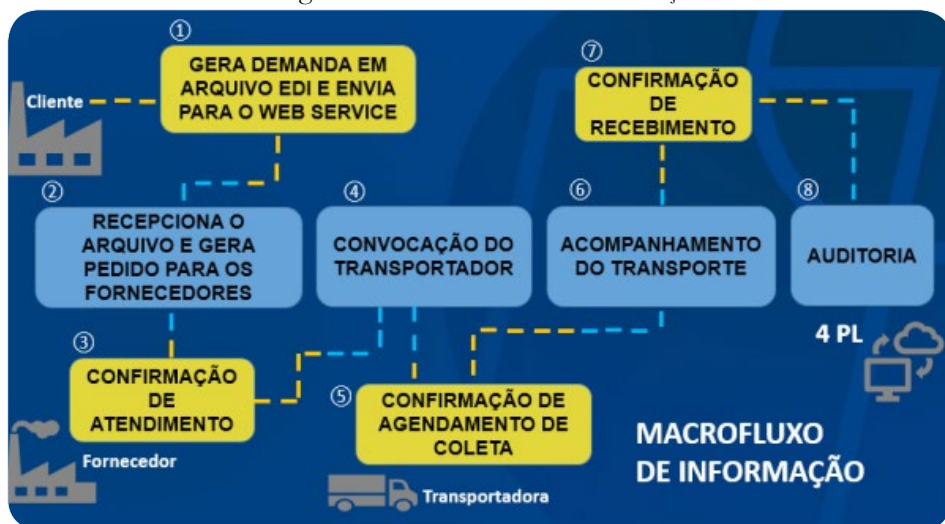 ①
GERA DEMANDA EM
ARQUIVO EDI E ENVIA
PARA O WEB SERVICE
Cliente
②
RECEPCIONA O
ARQUIVO E GERA
PEDIDO PARA OS
FORNECEDORES
③
CONFIRMAÇÃO
DE
ATENDIMENTO
Fornecedor
④
CONVOCAÇÃO DO
TRANSPORTADOR
⑤
CONFIRMAÇÃO DE
AGENDAMENTO DE
COLETA
Transportadora
⑥
ACOMPANHAMENTO
DO TRANSPORTE
⑦
CONFIRMAÇÃO
DE
RECEBIMENTO
⑧
AUDITORIA
4 PL
MACROFLUXO
DE INFORMAÇÃO